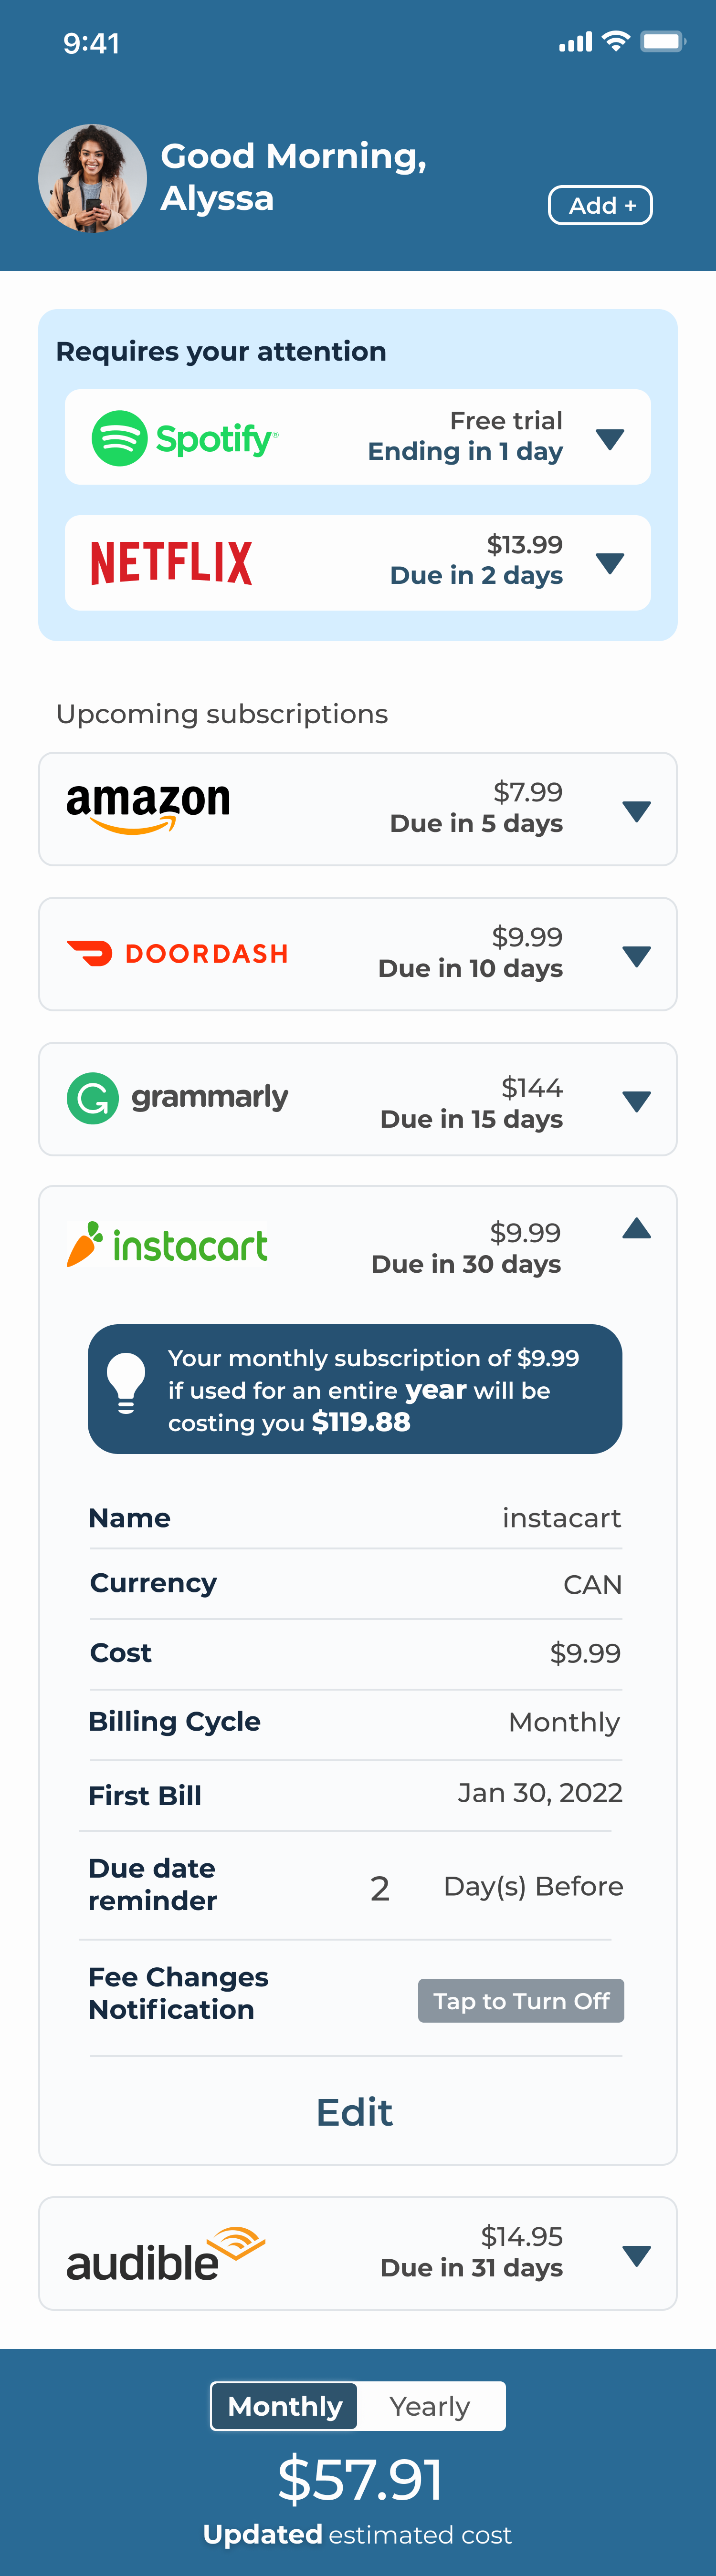 9:41
Good Morning,
Alyssa
Add +
Requires your attention
Spotify®
Free trial
Ending in 1 day
NETFLIX
$13.99
Due in 2 days
Upcoming subscriptions
amazon
$7.99
Due in 5 days
DOORDASH
$9.99
Due in 10 days
grammarly
$144
Due in 15 days
instacart
$9.99
Due in 30 days
Your monthly subscription of $9.99
if used for an entire year will be
costing you $119.88
Name instacart
Currency CAN
Cost $9.99
Billing Cycle Monthly
First Bill Jan 30, 2022
Due date
reminder
2 Day(s) Before
Fee Changes
Notification
Tap to Turn Off
Edit
audible
$14.95
Due in 31 days
Monthly Yearly
$57.91
Updated estimated cost